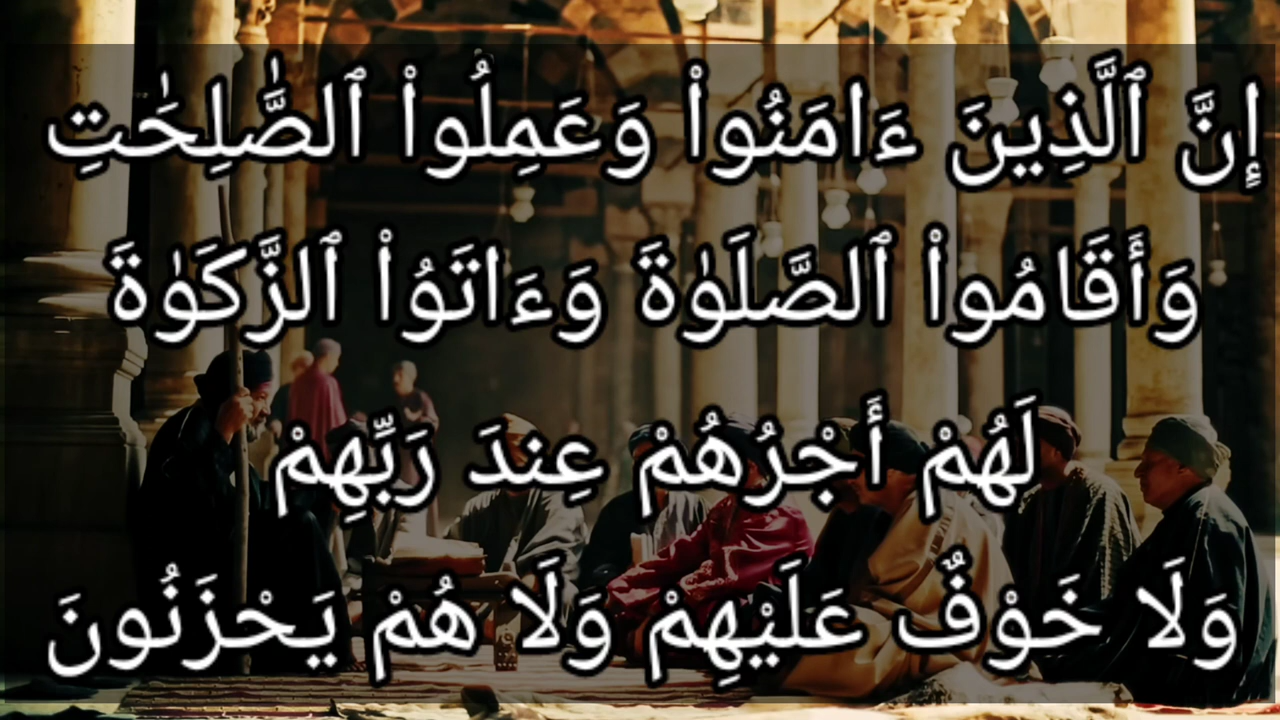 إِنَّ ٱلَّذِينَ ءَامَنُوا۟ وَعَمِلُوا۟ ٱلصَّٰلِحَٰتِ
وَأَقَامُوا۟ ٱلصَّلَوٰةَ وَءَاتَوُا۟ ٱلزَّكَوٰةَ
لَهُمْ أَجْرُهُمْ عِندَ رَبِّهِمْ
وَلَا خَوْفٌ عَلَيْهِمْ وَلَا هُمْ يَحْزَنُونَ